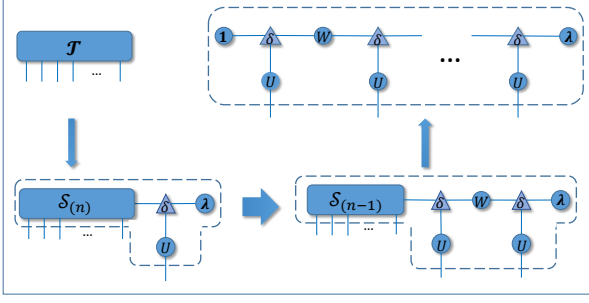 𝓣
...
1 δ W δ ... δ λ
U U U
S(n) δ λ
...
U
S(n−1) δ W δ λ
...
U U